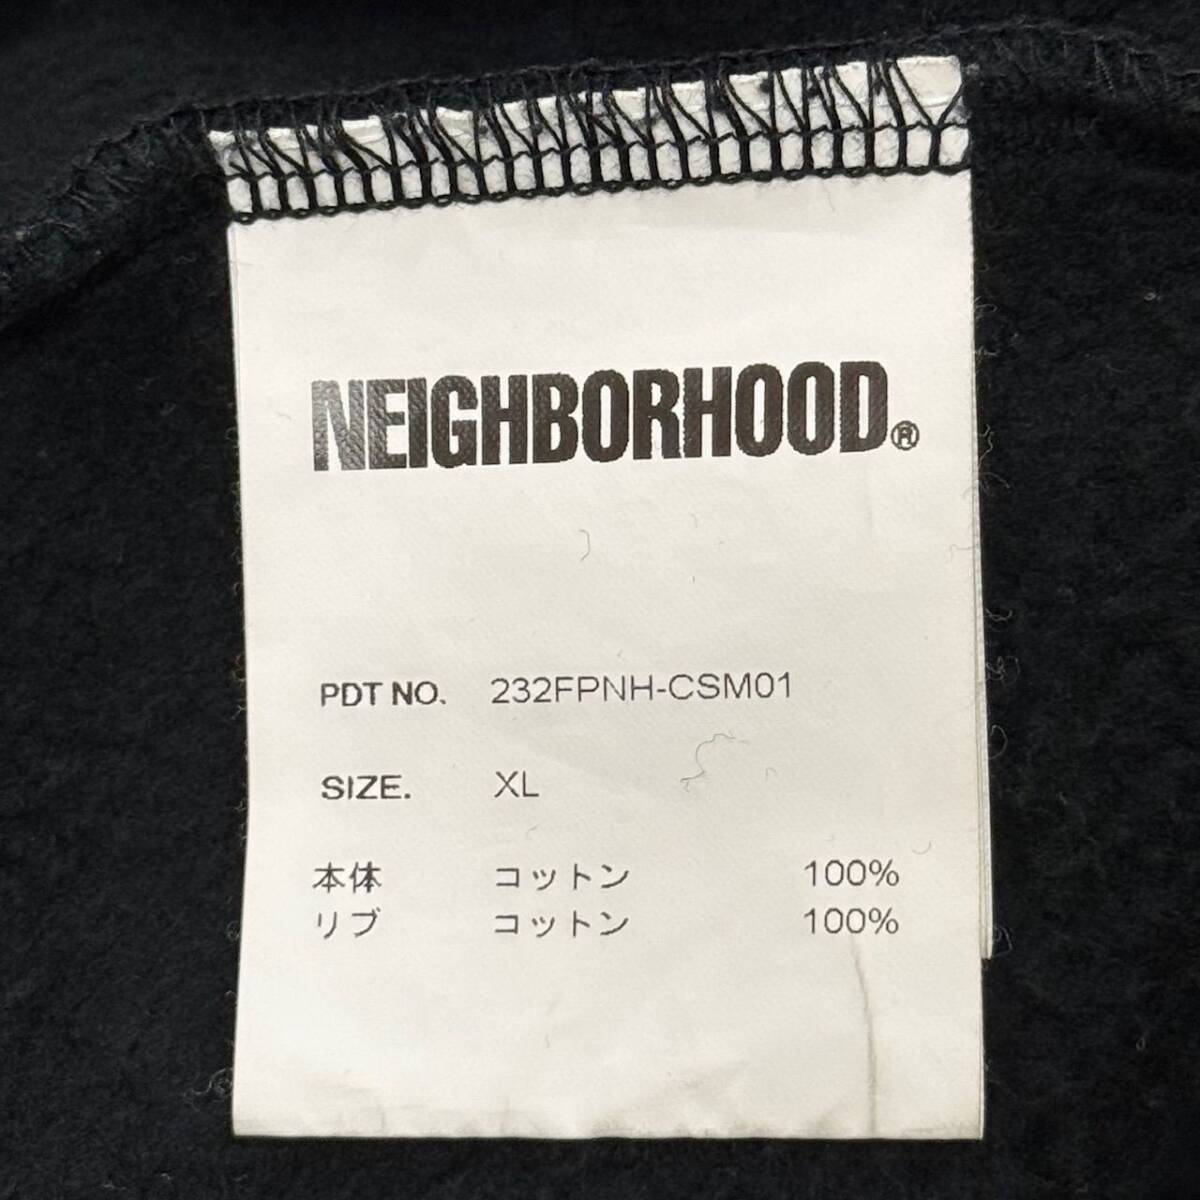 NEIGHBORHOOD®
PDT NO. 232FPNH-CSM01
SIZE. XL
本体 コットン 100%
リブ コットン 100%